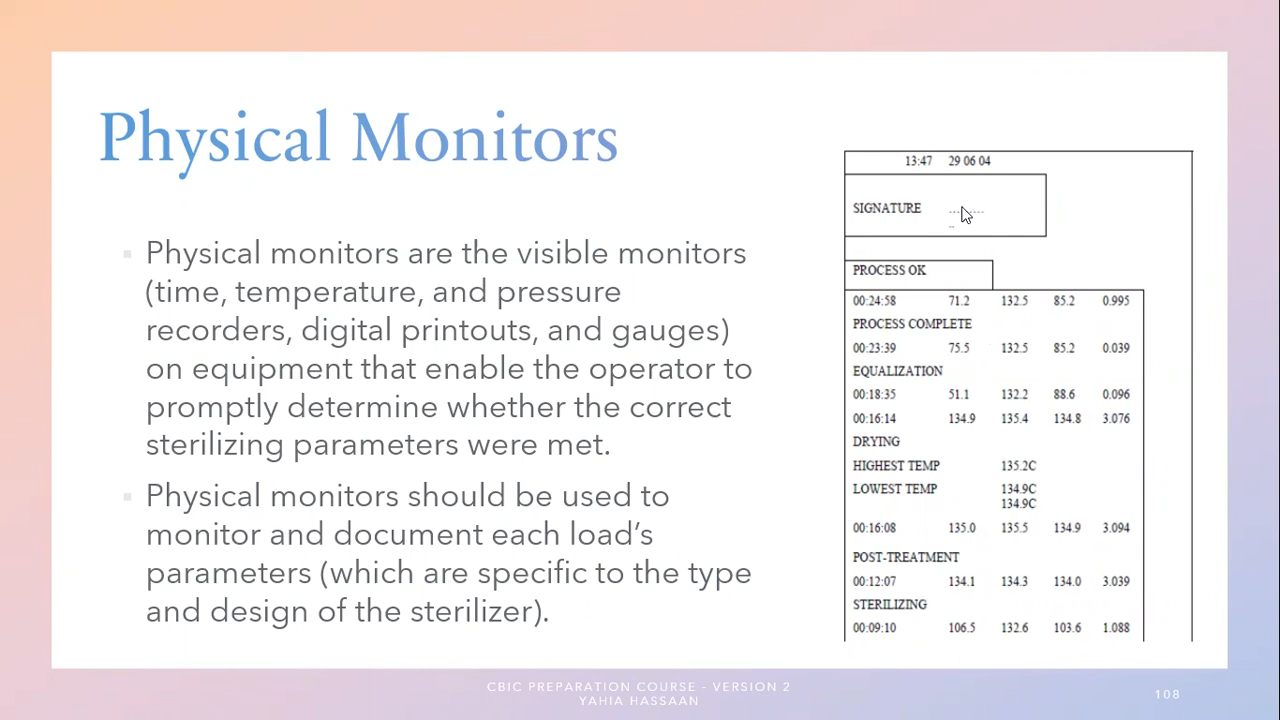 Physical Monitors
Physical monitors are the visible monitors
(time, temperature, and pressure
recorders, digital printouts, and gauges)
on equipment that enable the operator to
promptly determine whether the correct
sterilizing parameters were met.
Physical monitors should be used to
monitor and document each load's
parameters (which are specific to the type
and design of the sterilizer).
13:47 29 06 04
SIGNATURE
PROCESS OK
00:24:58 71.2 132.5 85.2 0.995
PROCESS COMPLETE
00:23:39 75.5 132.5 85.2 0.039
EQUALIZATION
00:18:35 51.1 132.2 88.6 0.096
00:16:14 134.9 135.4 134.8 3.076
DRYING
HIGHEST TEMP 135.2C
LOWEST TEMP 134.9C
134.9C
00:16:08 135.0 135.5 134.9 3.094
POST-TREATMENT
00:12:07 134.1 134.3 134.0 3.039
STERILIZING
00:09:10 106.5 132.6 103.6 1.088
CBIC PREPARATION COURSE - VERSION 2
YAHIA HASSAAN
108